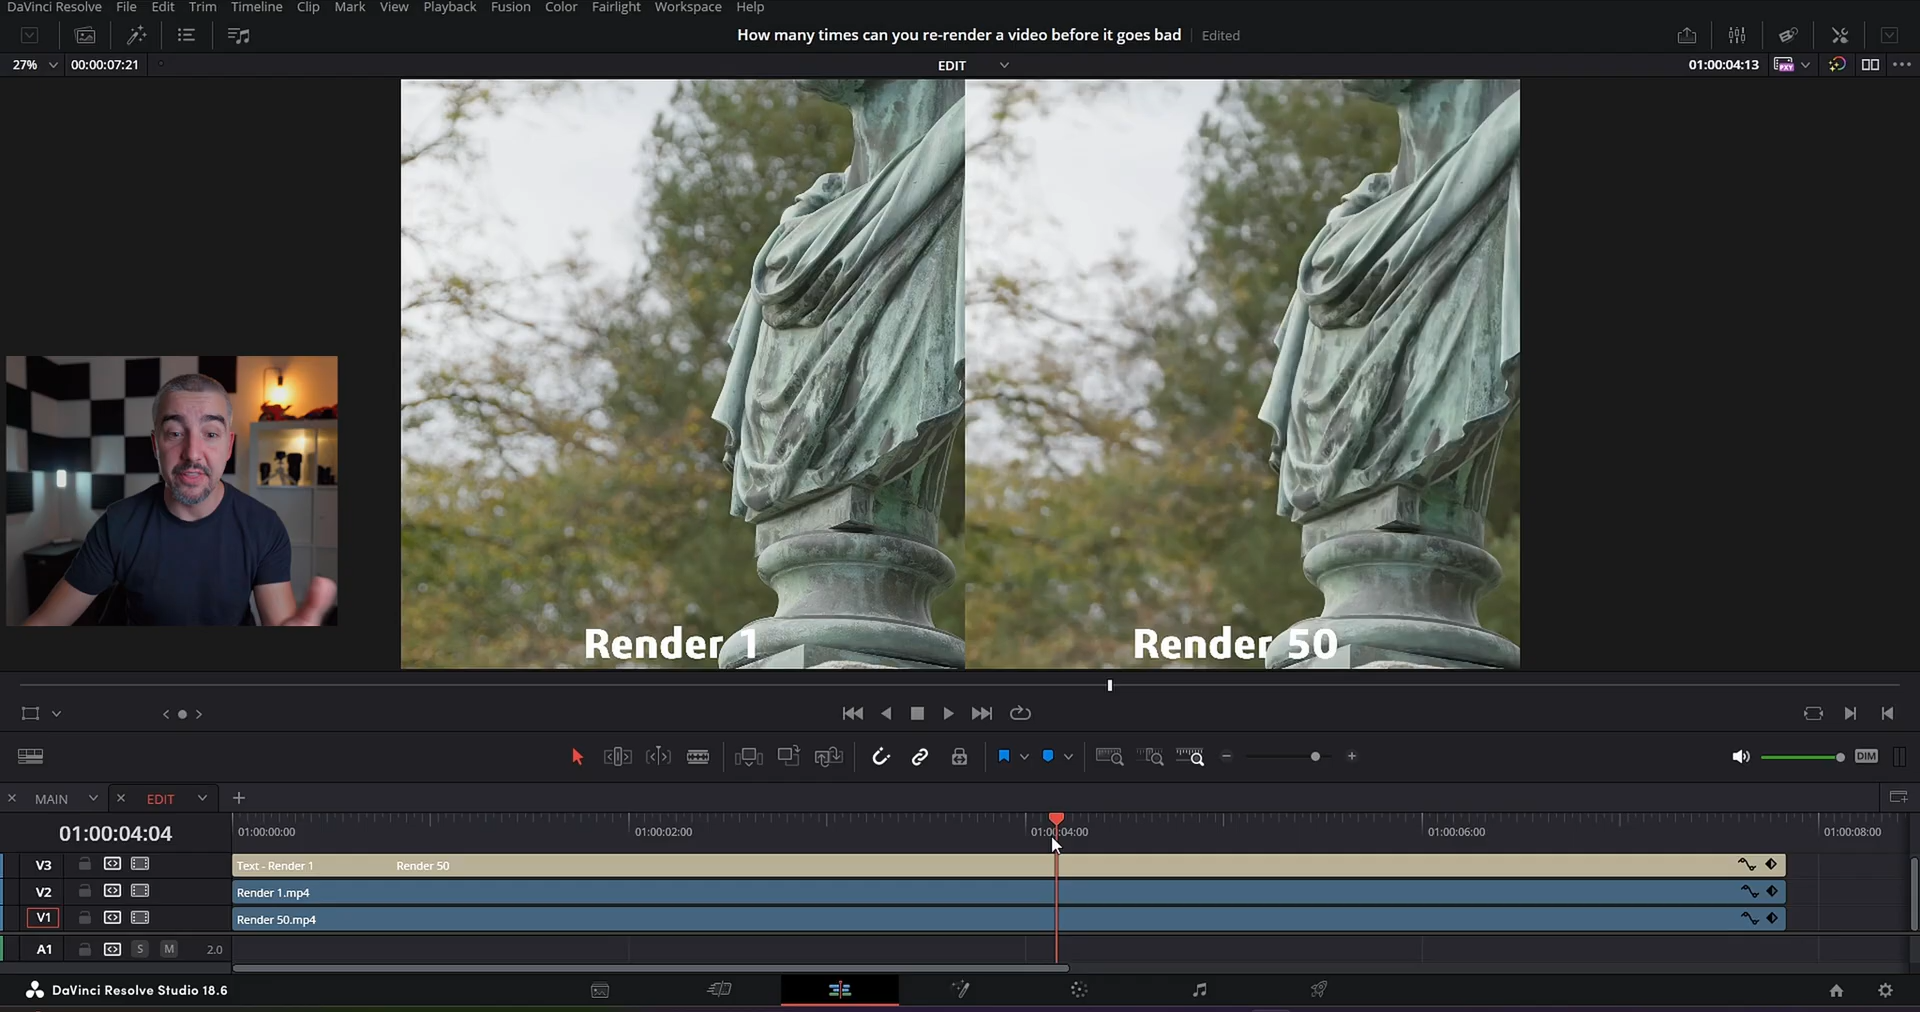 DaVinci Resolve File Edit Trim Timeline Clip Mark View Playback Fusion Color Fairlight Workspace Help
How many times can you re-render a video before it goes bad Edited
27% 00:00:07:21 EDIT 01:00:04:13 PXY
Render 1 Render 50
DIM
MAIN EDIT
01:00:04:04 01:00:00:00 01:00:02:00 01:00:04:00 01:00:06:00 01:00:08:00
V3 Text - Render 1 Render 50
V2 Render 1.mp4
V1 Render 50.mp4
A1 S M 2.0
DaVinci Resolve Studio 18.6